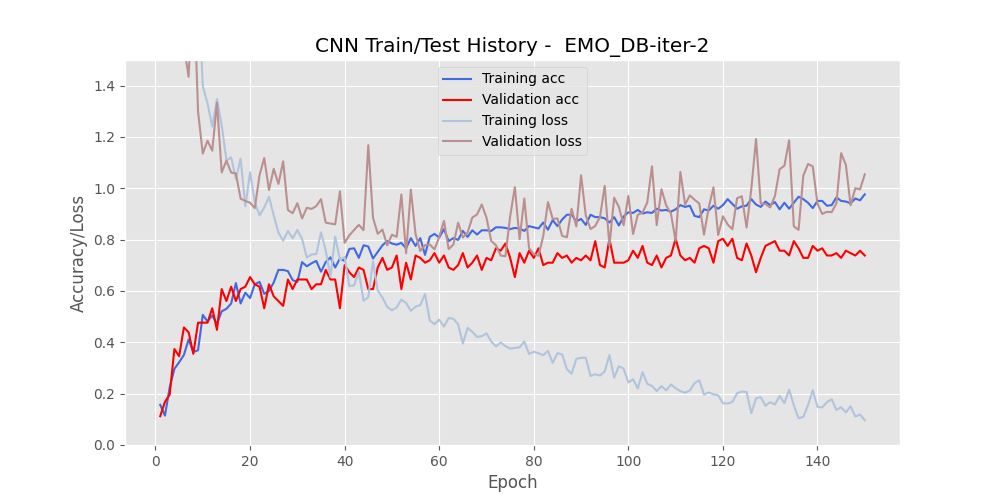 CNN Train/Test History -  EMO_DB-iter-2
Training acc
Validation acc
Training loss
Validation loss
Accuracy/Loss
1.4
1.2
1.0
0.8
0.6
0.4
0.2
0.0
0 20 40 60 80 100 120 140
Epoch